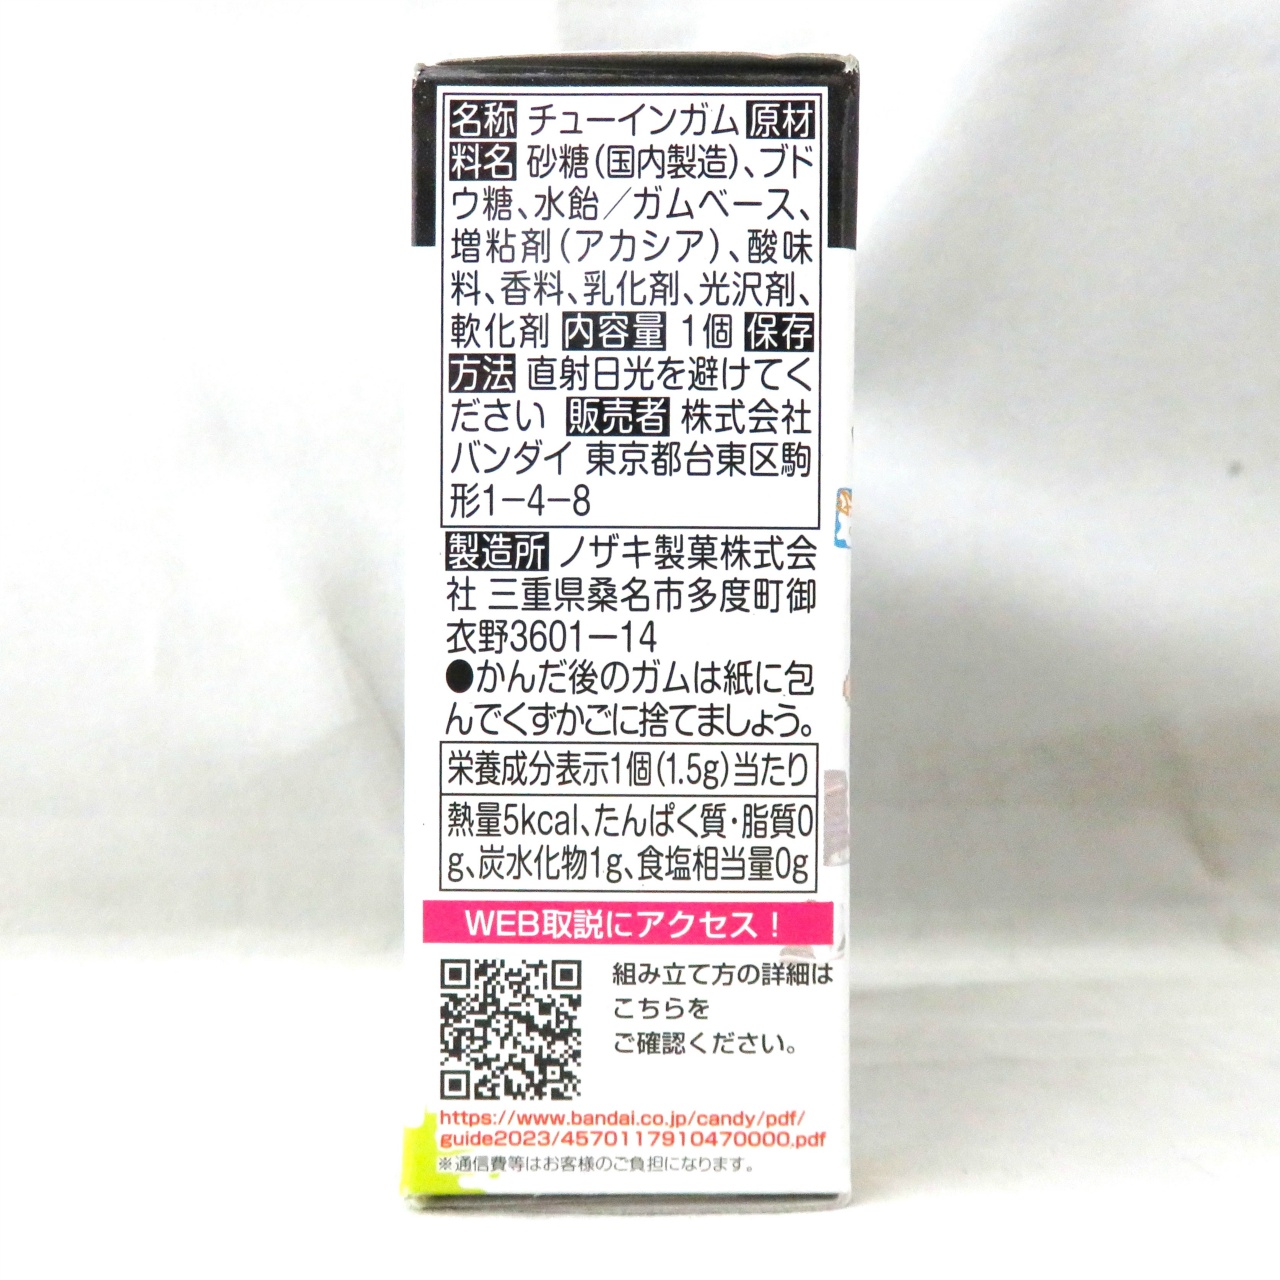 名称 チューインガム 原材
料名 砂糖（国内製造）、ブド
ウ糖、水飴／ガムベース、
増粘剤（アカシア）、酸味
料、香料、乳化剤、光沢剤、
軟化剤 内容量 1個 保存
方法 直射日光を避けてく
ださい 販売者 株式会社
バンダイ 東京都台東区駒
形1－4－8
製造所 ノザキ製菓株式会
社 三重県桑名市多度町御
衣野3601－14
●かんだ後のガムは紙に包
んでくずかごに捨てましょう。
栄養成分表示1個（1.5g）当たり
熱量5kcal、たんぱく質・脂質0
g、炭水化物1g、食塩相当量0g
WEB取説にアクセス！
組み立て方の詳細は
こちらを
ご確認ください。
https://www.bandai.co.jp/candy/pdf/
guide2023/4570117910470000.pdf
※通信費等はお客様のご負担になります。